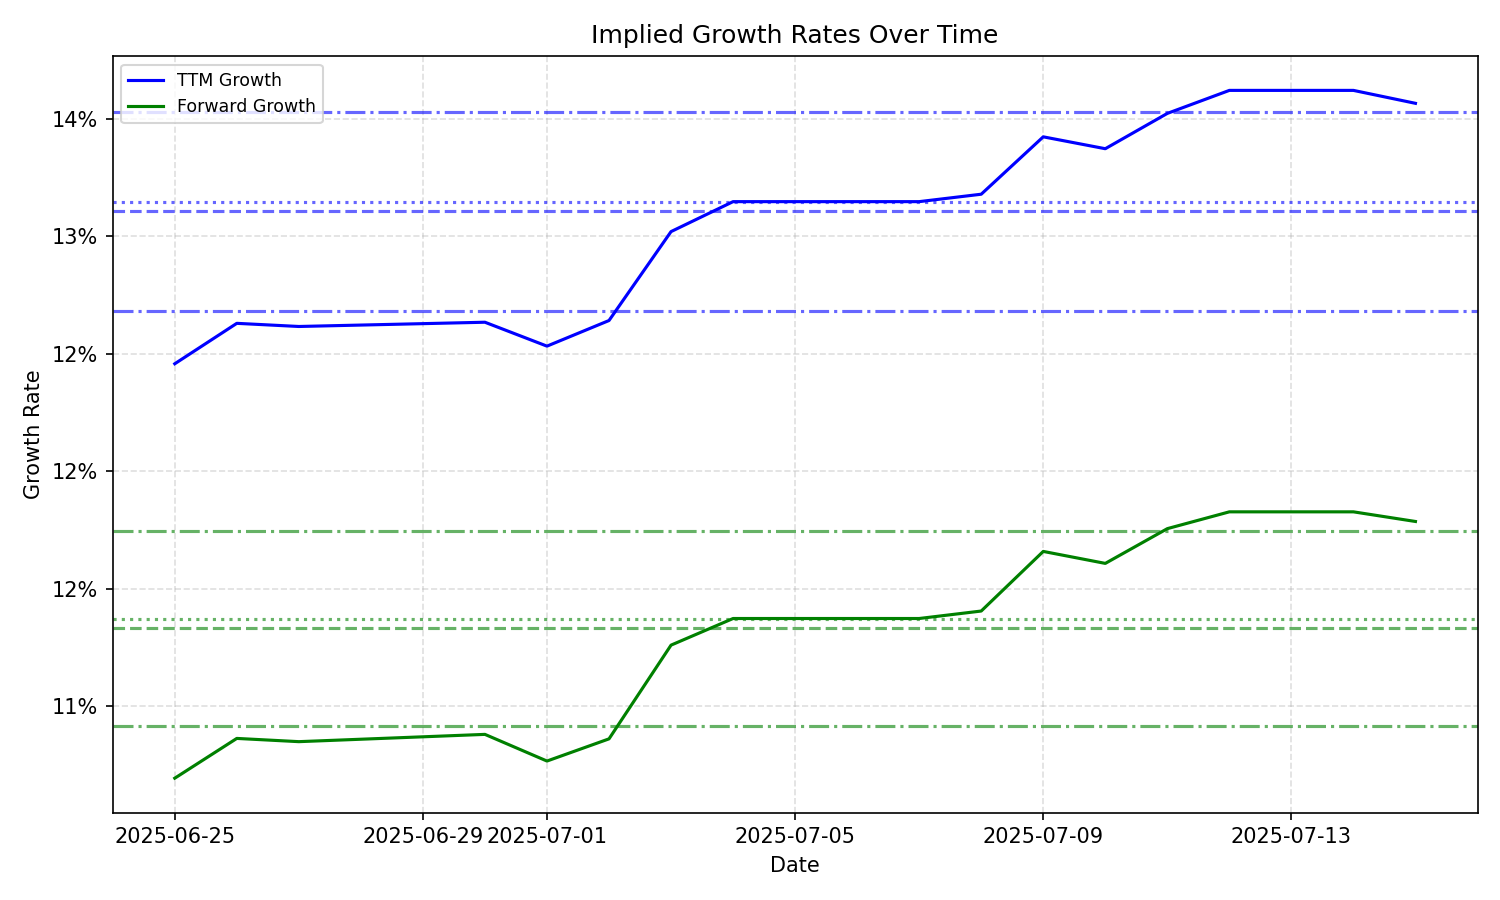 Implied Growth Rates Over Time
TTM Growth
Forward Growth
14%
13%
12%
12%
12%
11%
Growth Rate
2025-06-25
2025-06-29
2025-07-01
2025-07-05
2025-07-09
2025-07-13
Date